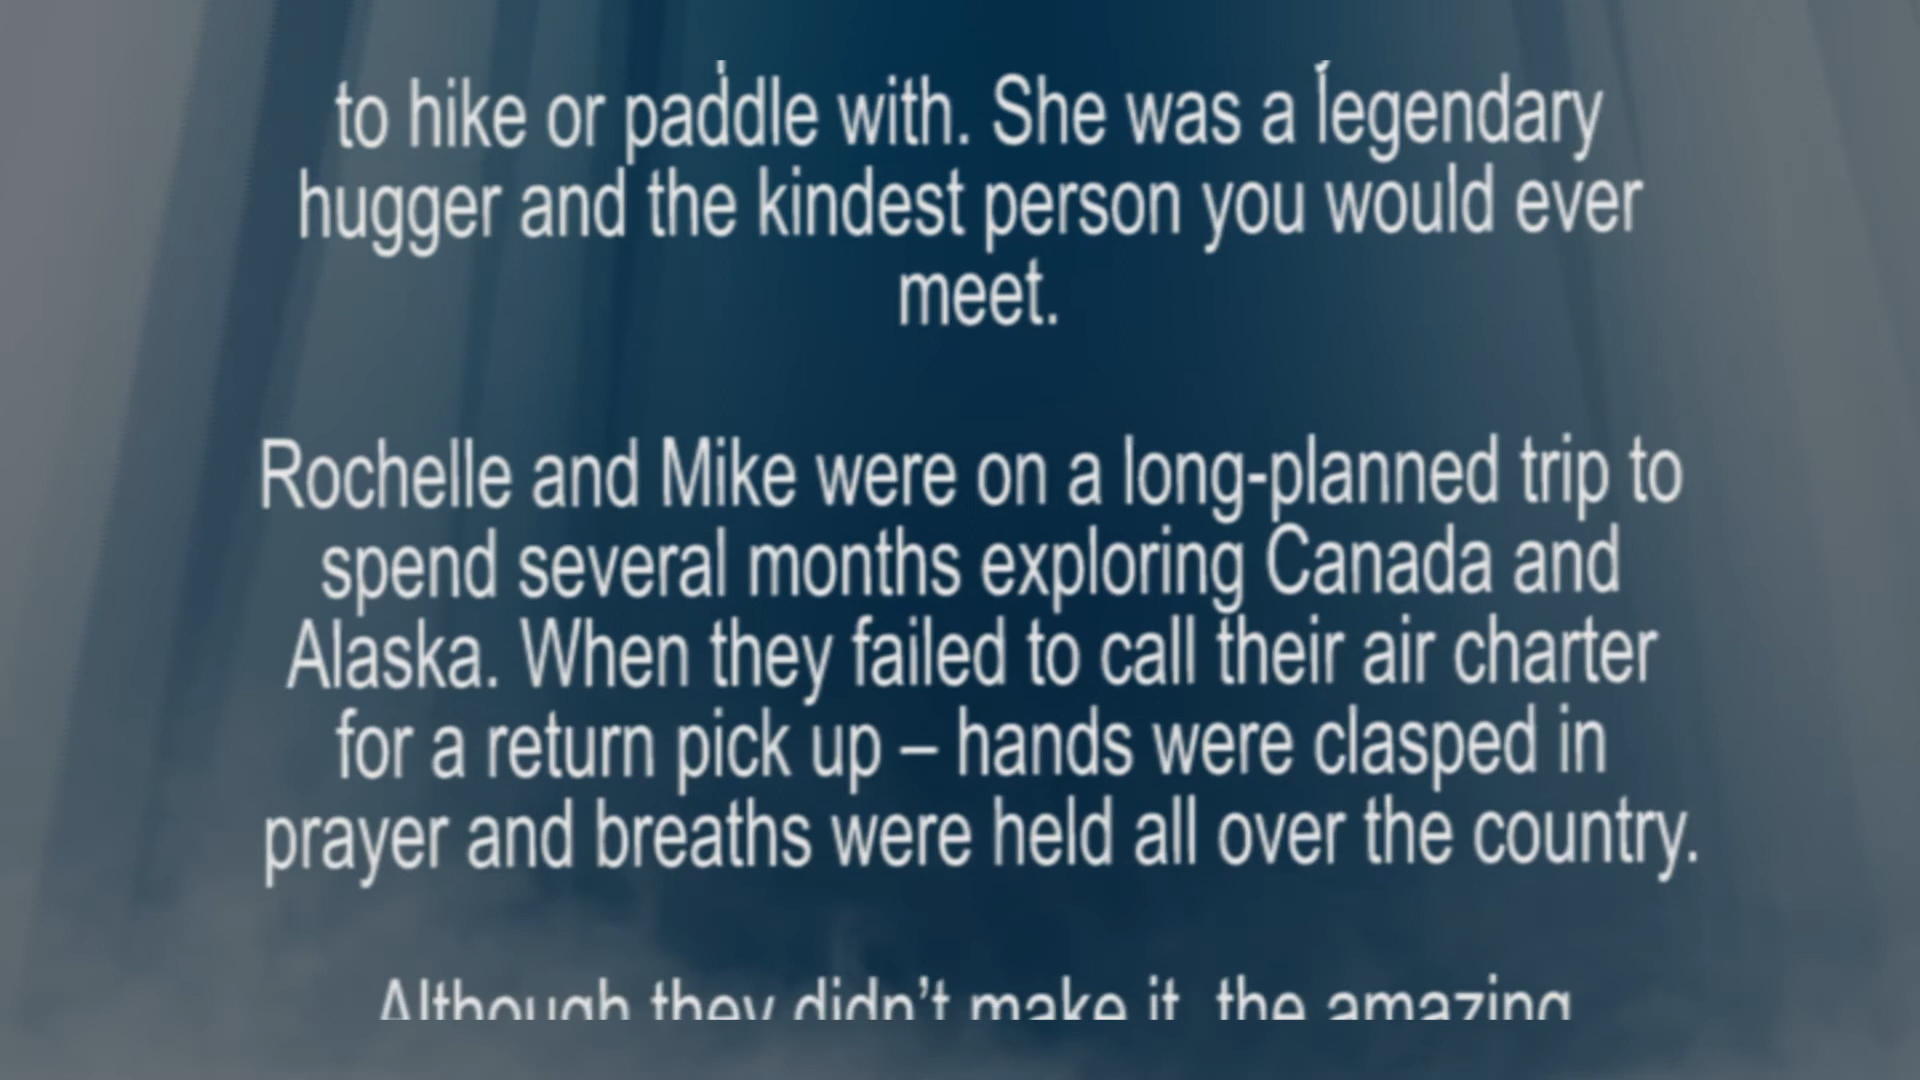 to hike or paddle with. She was a legendary
hugger and the kindest person you would ever
meet.
Rochelle and Mike were on a long-planned trip to
spend several months exploring Canada and
Alaska. When they failed to call their air charter
for a return pick up – hands were clasped in
prayer and breaths were held all over the country.
Although they didn’t make it, the amazing